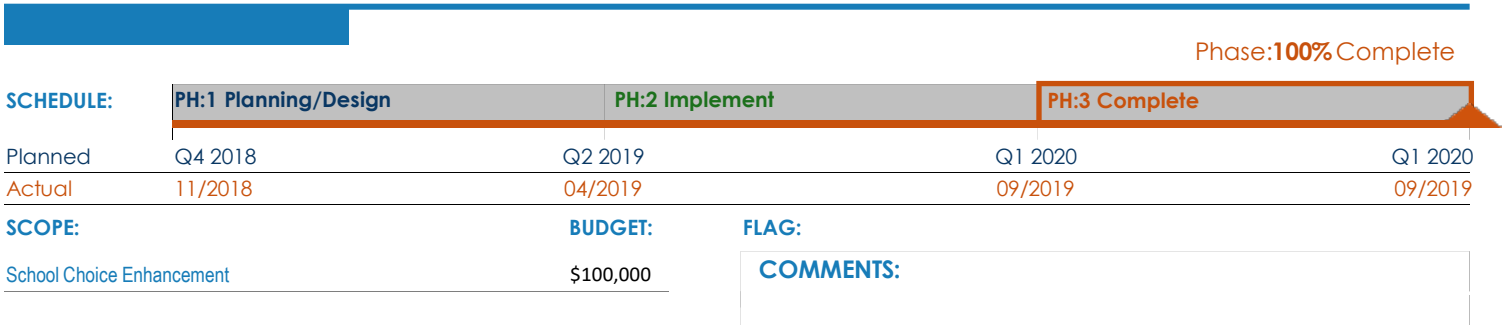 Phase:100% Complete
SCHEDULE: PH:1 Planning/Design PH:2 Implement PH:3 Complete
Planned Q4 2018 Q2 2019 Q1 2020 Q1 2020
Actual 11/2018 04/2019 09/2019 09/2019
SCOPE: BUDGET: FLAG:
School Choice Enhancement $100,000 COMMENTS: